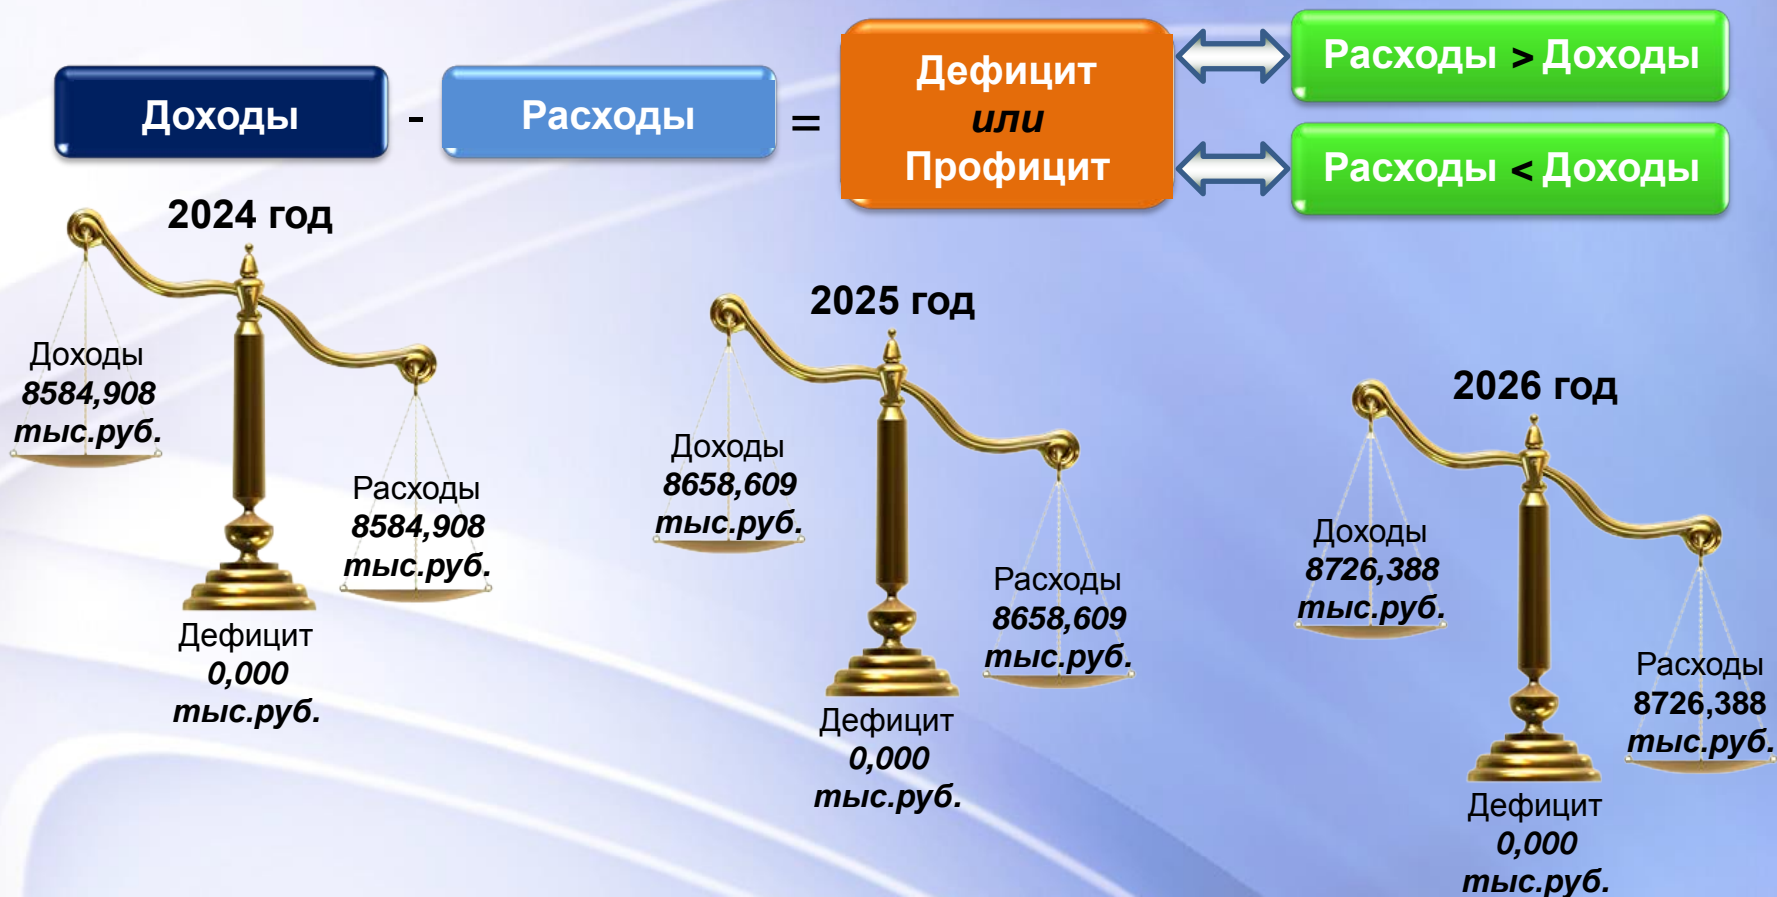 Доходы
-
Расходы
=
Дефицит
или
Профицит
Расходы > Доходы
Расходы < Доходы
2024 год
Доходы
8584,908
тыс.руб.
Расходы
8584,908
тыс.руб.
Дефицит
0,000
тыс.руб.
2025 год
Доходы
8658,609
тыс.руб.
Расходы
8658,609
тыс.руб.
Дефицит
0,000
тыс.руб.
2026 год
Доходы
8726,388
тыс.руб.
Расходы
8726,388
тыс.руб.
Дефицит
0,000
тыс.руб.